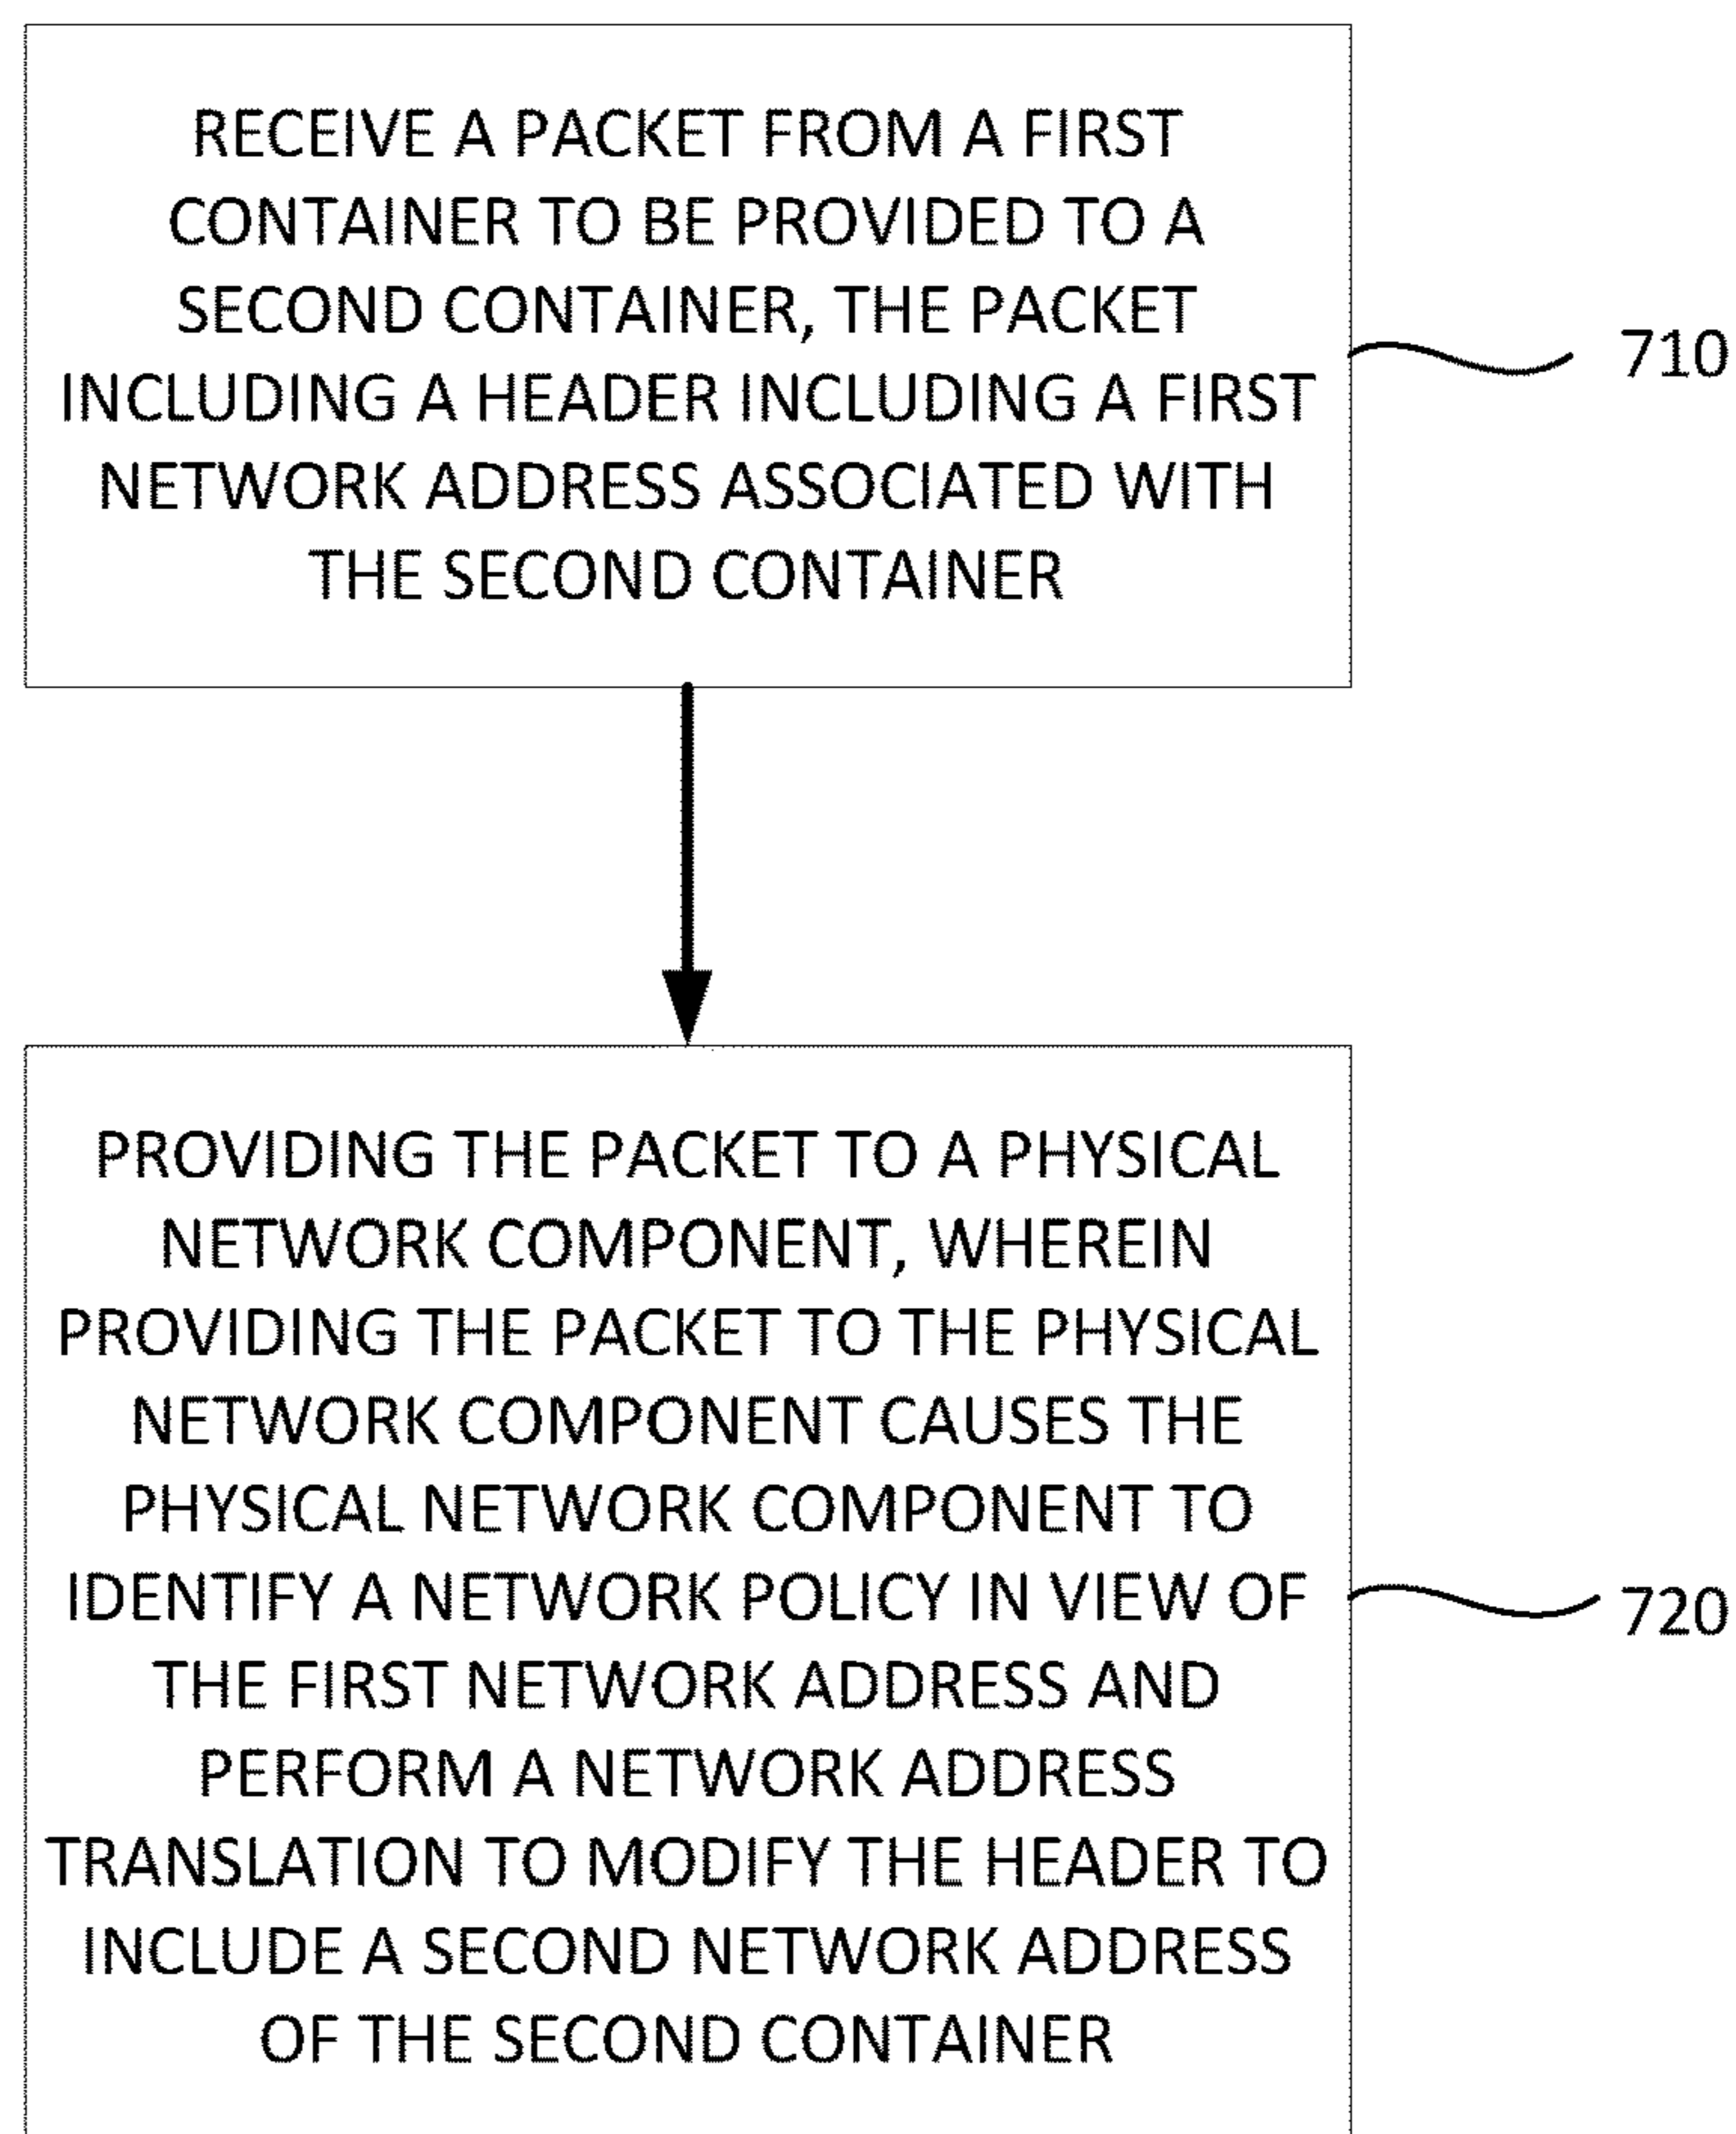 RECEIVE A PACKET FROM A FIRST
CONTAINER TO BE PROVIDED TO A
SECOND CONTAINER, THE PACKET
INCLUDING A HEADER INCLUDING A FIRST
NETWORK ADDRESS ASSOCIATED WITH
THE SECOND CONTAINER
710
PROVIDING THE PACKET TO A PHYSICAL
NETWORK COMPONENT, WHEREIN
PROVIDING THE PACKET TO THE PHYSICAL
NETWORK COMPONENT CAUSES THE
PHYSICAL NETWORK COMPONENT TO
IDENTIFY A NETWORK POLICY IN VIEW OF
THE FIRST NETWORK ADDRESS AND
PERFORM A NETWORK ADDRESS
TRANSLATION TO MODIFY THE HEADER TO
INCLUDE A SECOND NETWORK ADDRESS
OF THE SECOND CONTAINER
720